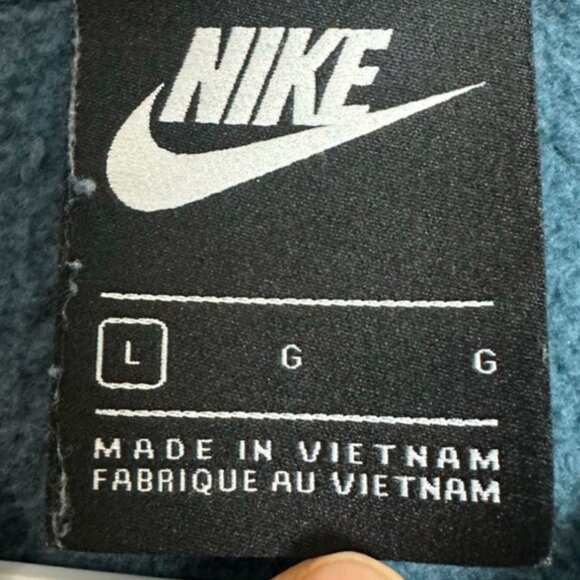 NIKE
L G G
MADE IN VIETNAM
FABRIQUE AU VIETNAM